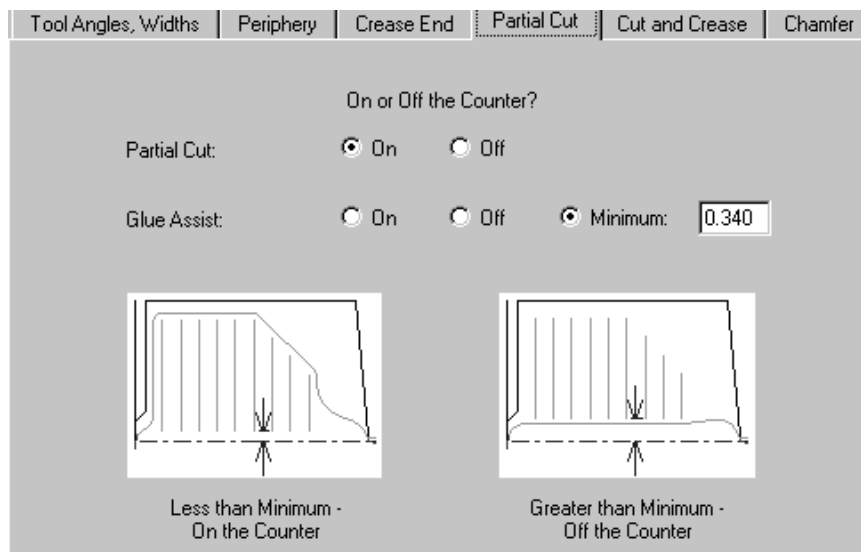 Tool Angles, Widths Periphery Crease End Partial Cut Cut and Crease Chamfer
On or Off the Counter?
Partial Cut: On Off
Glue Assist: On Off Minimum: 0.340
Less than Minimum - Greater than Minimum -
On the Counter Off the Counter